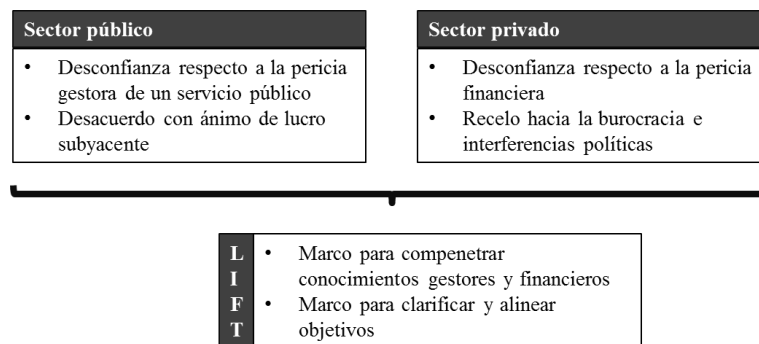 Sector público
• Desconfianza respecto a la pericia
gestora de un servicio público
• Desacuerdo con ánimo de lucro
subyacente
Sector privado
• Desconfianza respecto a la pericia
financiera
• Recelo hacia la burocracia e
interferencias políticas
L
I
F
T
• Marco para compenetrar
conocimientos gestores y financieros
• Marco para clarificar y alinear
objetivos